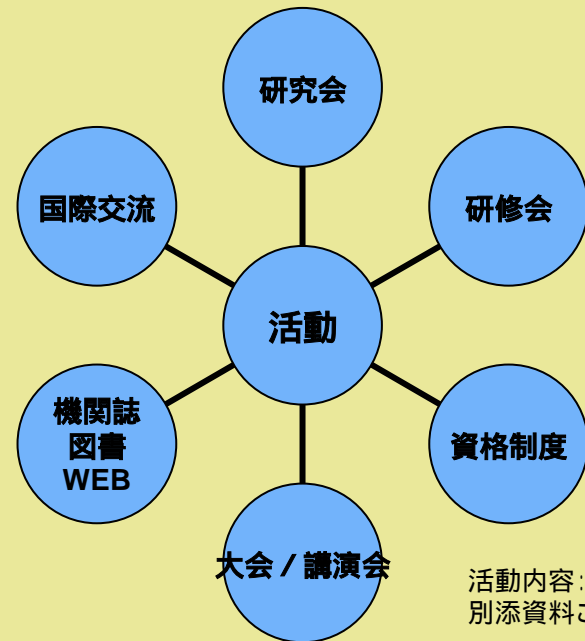 研究会
国際交流
研修会
活動
機関誌
図書
WEB
資格制度
大会 / 講演会
活動内容:
別添資料